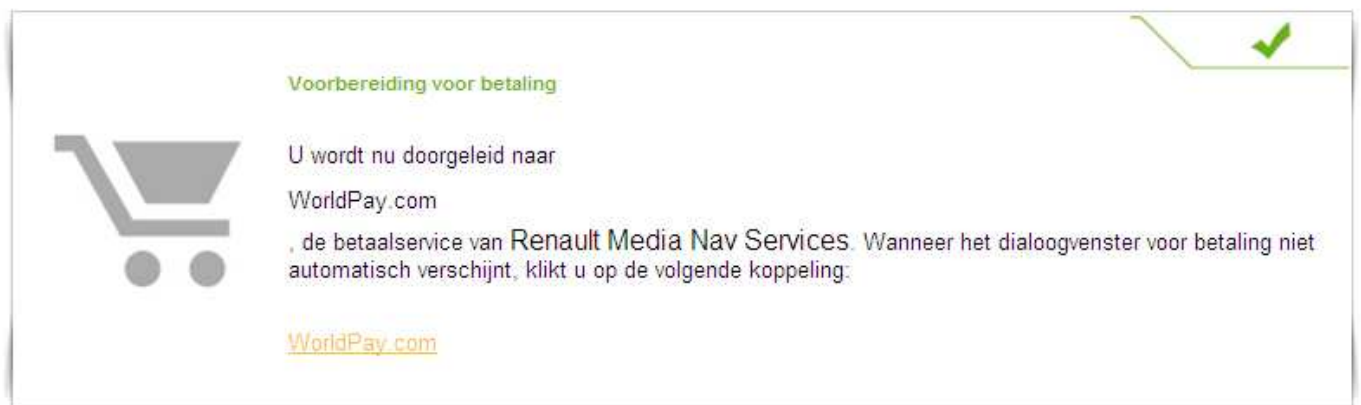 Voorbereiding voor betaling
U wordt nu doorgeleid naar
WorldPay.com
, de betaalservice van Renault Media Nav Services. Wanneer het dialoogvenster voor betaling niet
automatisch verschijnt, klikt u op de volgende koppeling:
WorldPay.com